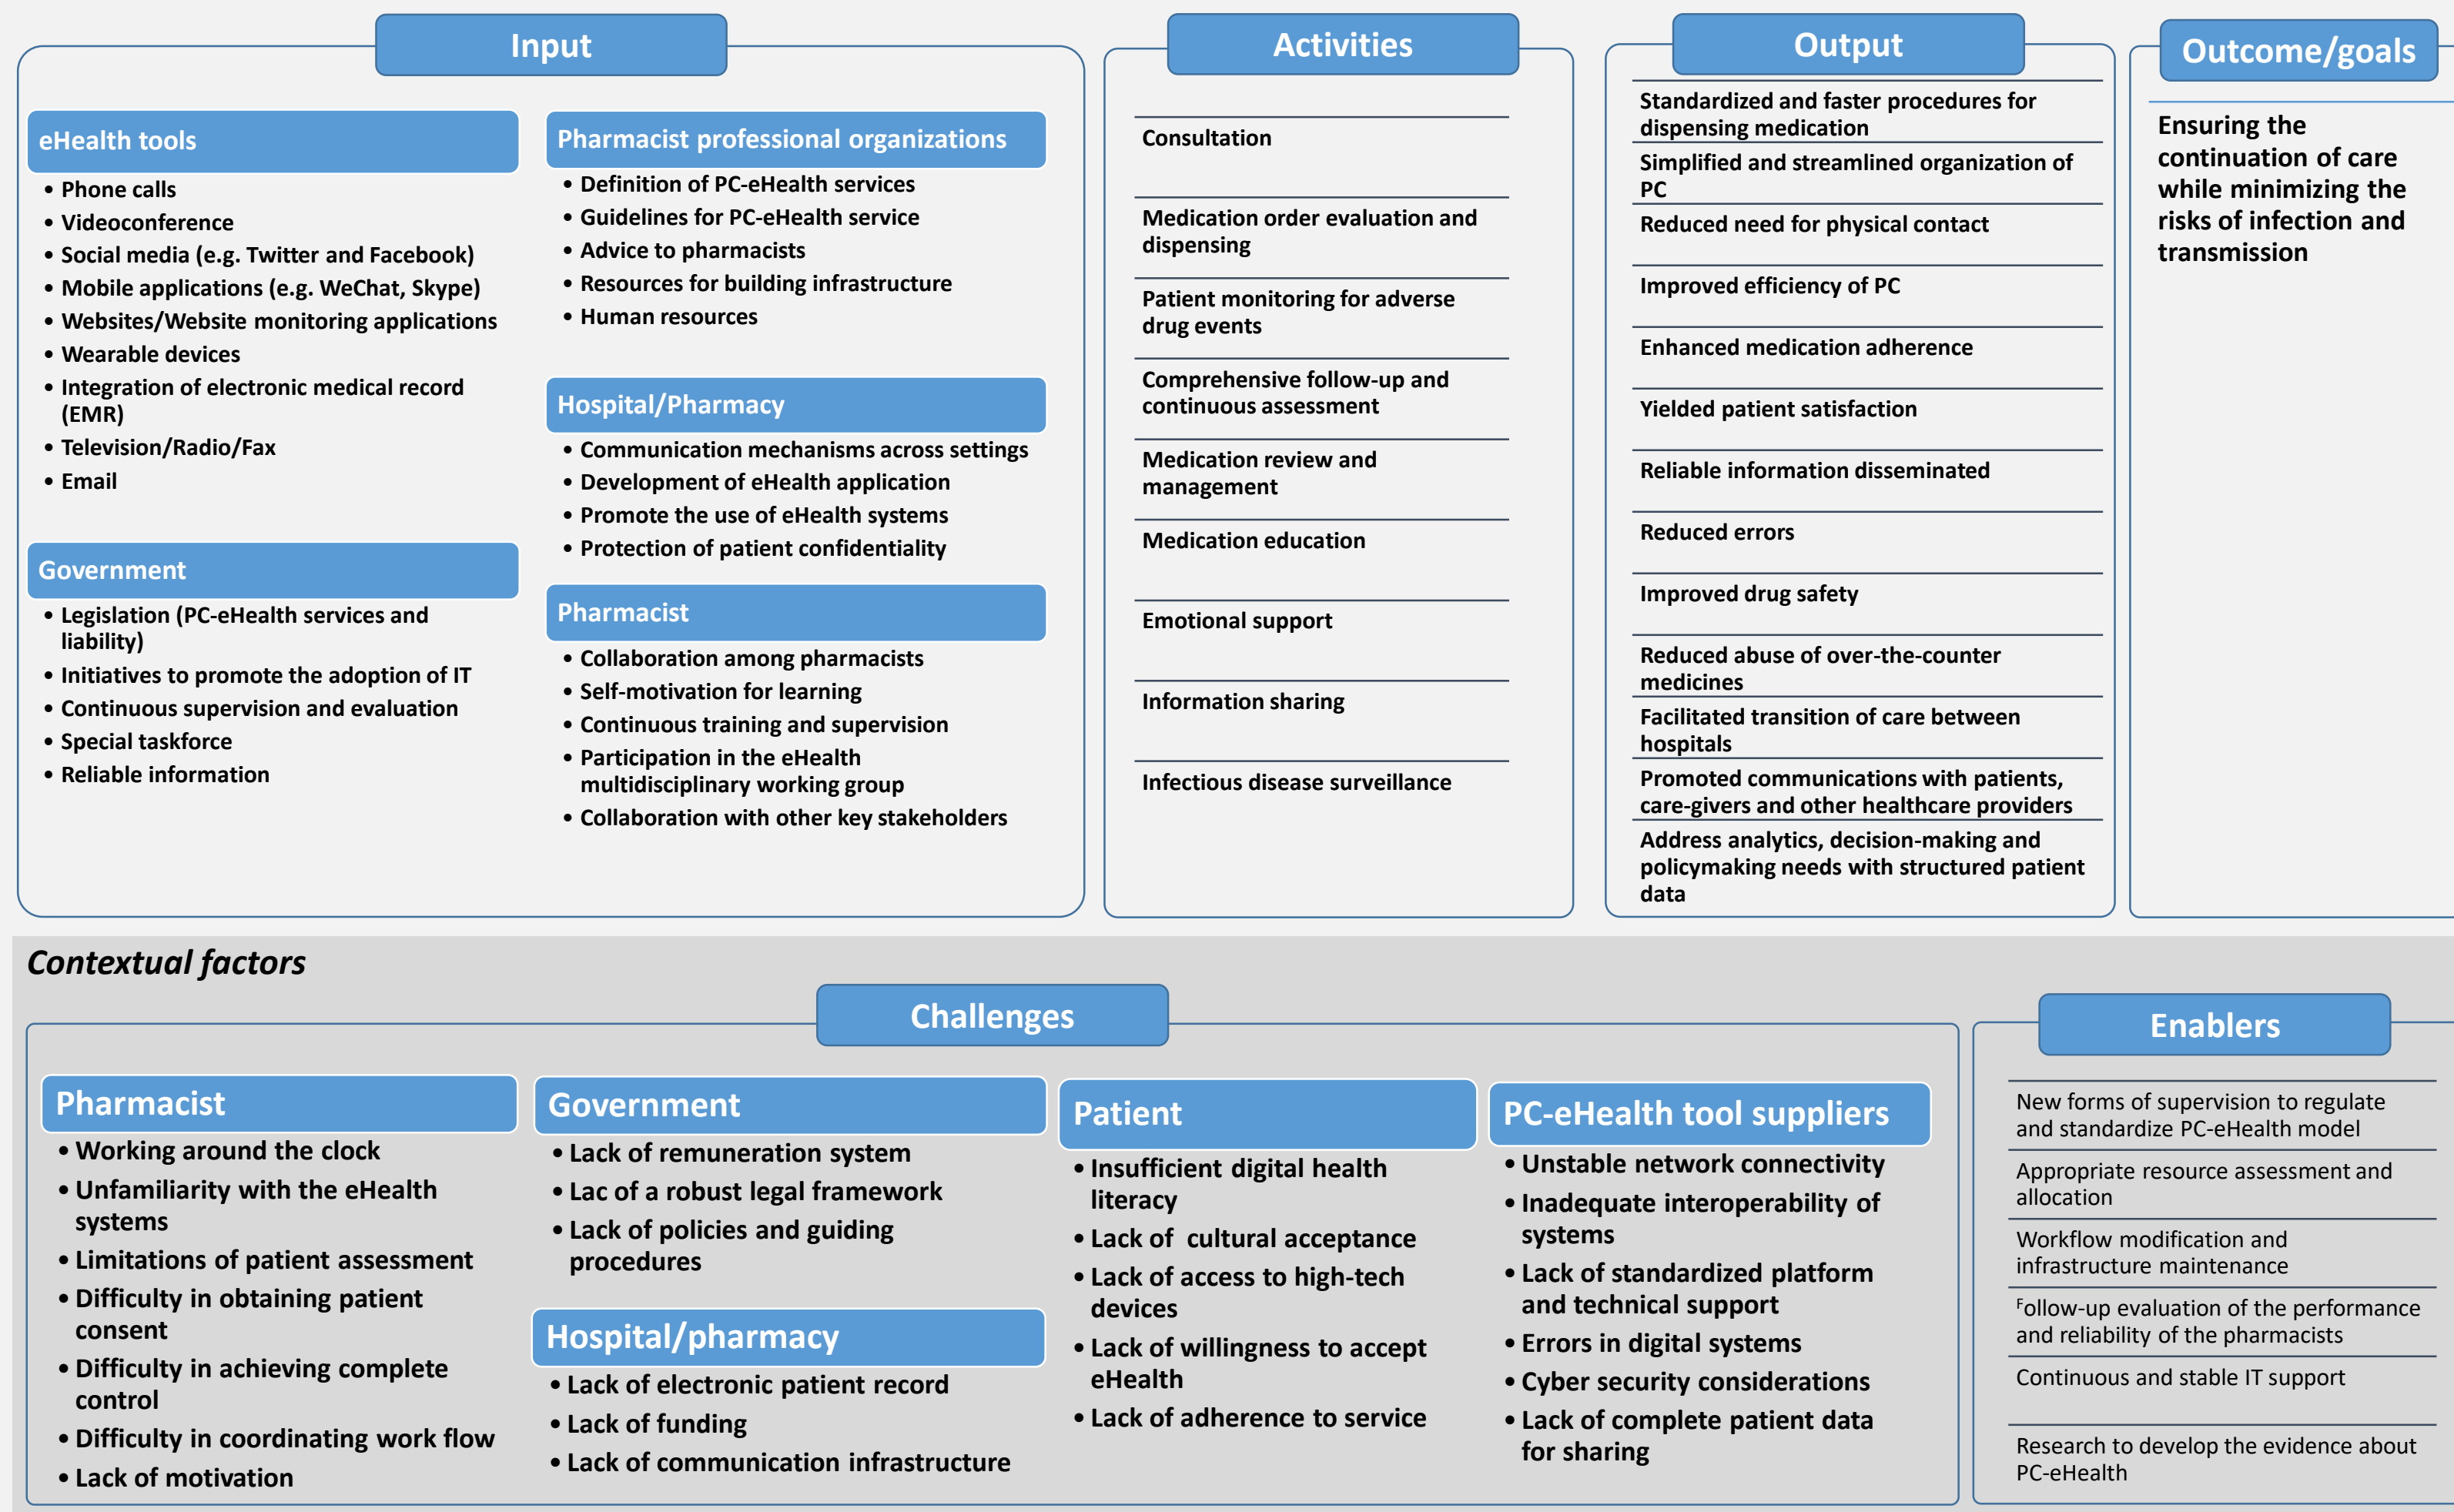 Input
eHealth tools
• Phone calls
• Videoconference
• Social media (e.g. Twitter and Facebook)
• Mobile applications (e.g. WeChat, Skype)
• Websites/Website monitoring applications
• Wearable devices
• Integration of electronic medical record
(EMR)
• Television/Radio/Fax
• Email
Government
• Legislation (PC-eHealth services and
liability)
• Initiatives to promote the adoption of IT
• Continuous supervision and evaluation
• Special taskforce
• Reliable information
Pharmacist professional organizations
• Definition of PC-eHealth services
• Guidelines for PC-eHealth service
• Advice to pharmacists
• Resources for building infrastructure
• Human resources
Hospital/Pharmacy
• Communication mechanisms across settings
• Development of eHealth application
• Promote the use of eHealth systems
• Protection of patient confidentiality
Pharmacist
• Collaboration among pharmacists
• Self-motivation for learning
• Continuous training and supervision
• Participation in the eHealth
multidisciplinary working group
• Collaboration with other key stakeholders
Activities
Consultation
Medication order evaluation and
dispensing
Patient monitoring for adverse
drug events
Comprehensive follow-up and
continuous assessment
Medication review and
management
Medication education
Emotional support
Information sharing
Infectious disease surveillance
Output
Standardized and faster procedures for
dispensing medication
Simplified and streamlined organization of
PC
Reduced need for physical contact
Improved efficiency of PC
Enhanced medication adherence
Yielded patient satisfaction
Reliable information disseminated
Reduced errors
Improved drug safety
Reduced abuse of over-the-counter
medicines
Facilitated transition of care between
hospitals
Promoted communications with patients,
care-givers and other healthcare providers
Address analytics, decision-making and
policymaking needs with structured patient
data
Outcome/goals
Ensuring the
continuation of care
while minimizing the
risks of infection and
transmission
Contextual factors
Challenges
Pharmacist
• Working around the clock
• Unfamiliarity with the eHealth
systems
• Limitations of patient assessment
• Difficulty in obtaining patient
consent
• Difficulty in achieving complete
control
• Difficulty in coordinating work flow
• Lack of motivation
Government
• Lack of remuneration system
• Lac of a robust legal framework
• Lack of policies and guiding
procedures
Hospital/pharmacy
• Lack of electronic patient record
• Lack of funding
• Lack of communication infrastructure
Patient
• Insufficient digital health
literacy
• Lack of cultural acceptance
• Lack of access to high-tech
devices
• Lack of willingness to accept
eHealth
• Lack of adherence to service
PC-eHealth tool suppliers
• Unstable network connectivity
• Inadequate interoperability of
systems
• Lack of standardized platform
and technical support
• Errors in digital systems
• Cyber security considerations
• Lack of complete patient data
for sharing
Enablers
New forms of supervision to regulate
and standardize PC-eHealth model
Appropriate resource assessment and
allocation
Workflow modification and
infrastructure maintenance
Follow-up evaluation of the performance
and reliability of the pharmacists
Continuous and stable IT support
Research to develop the evidence about
PC-eHealth